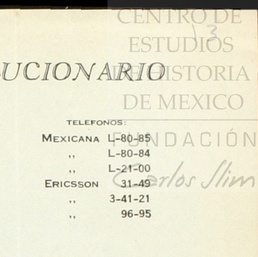 CENTRO DE
13
ESTUDIOS
UCIONARIO
DE HISTORIA
DE MEXICO
TELEFONOS:
MEXICANA L-80-85
,, L-80-84
,, L-21-00
ERICSSON 31-49
,, 3-41-21
,, 96-95
FUNDACIÓN
Carlos Slim